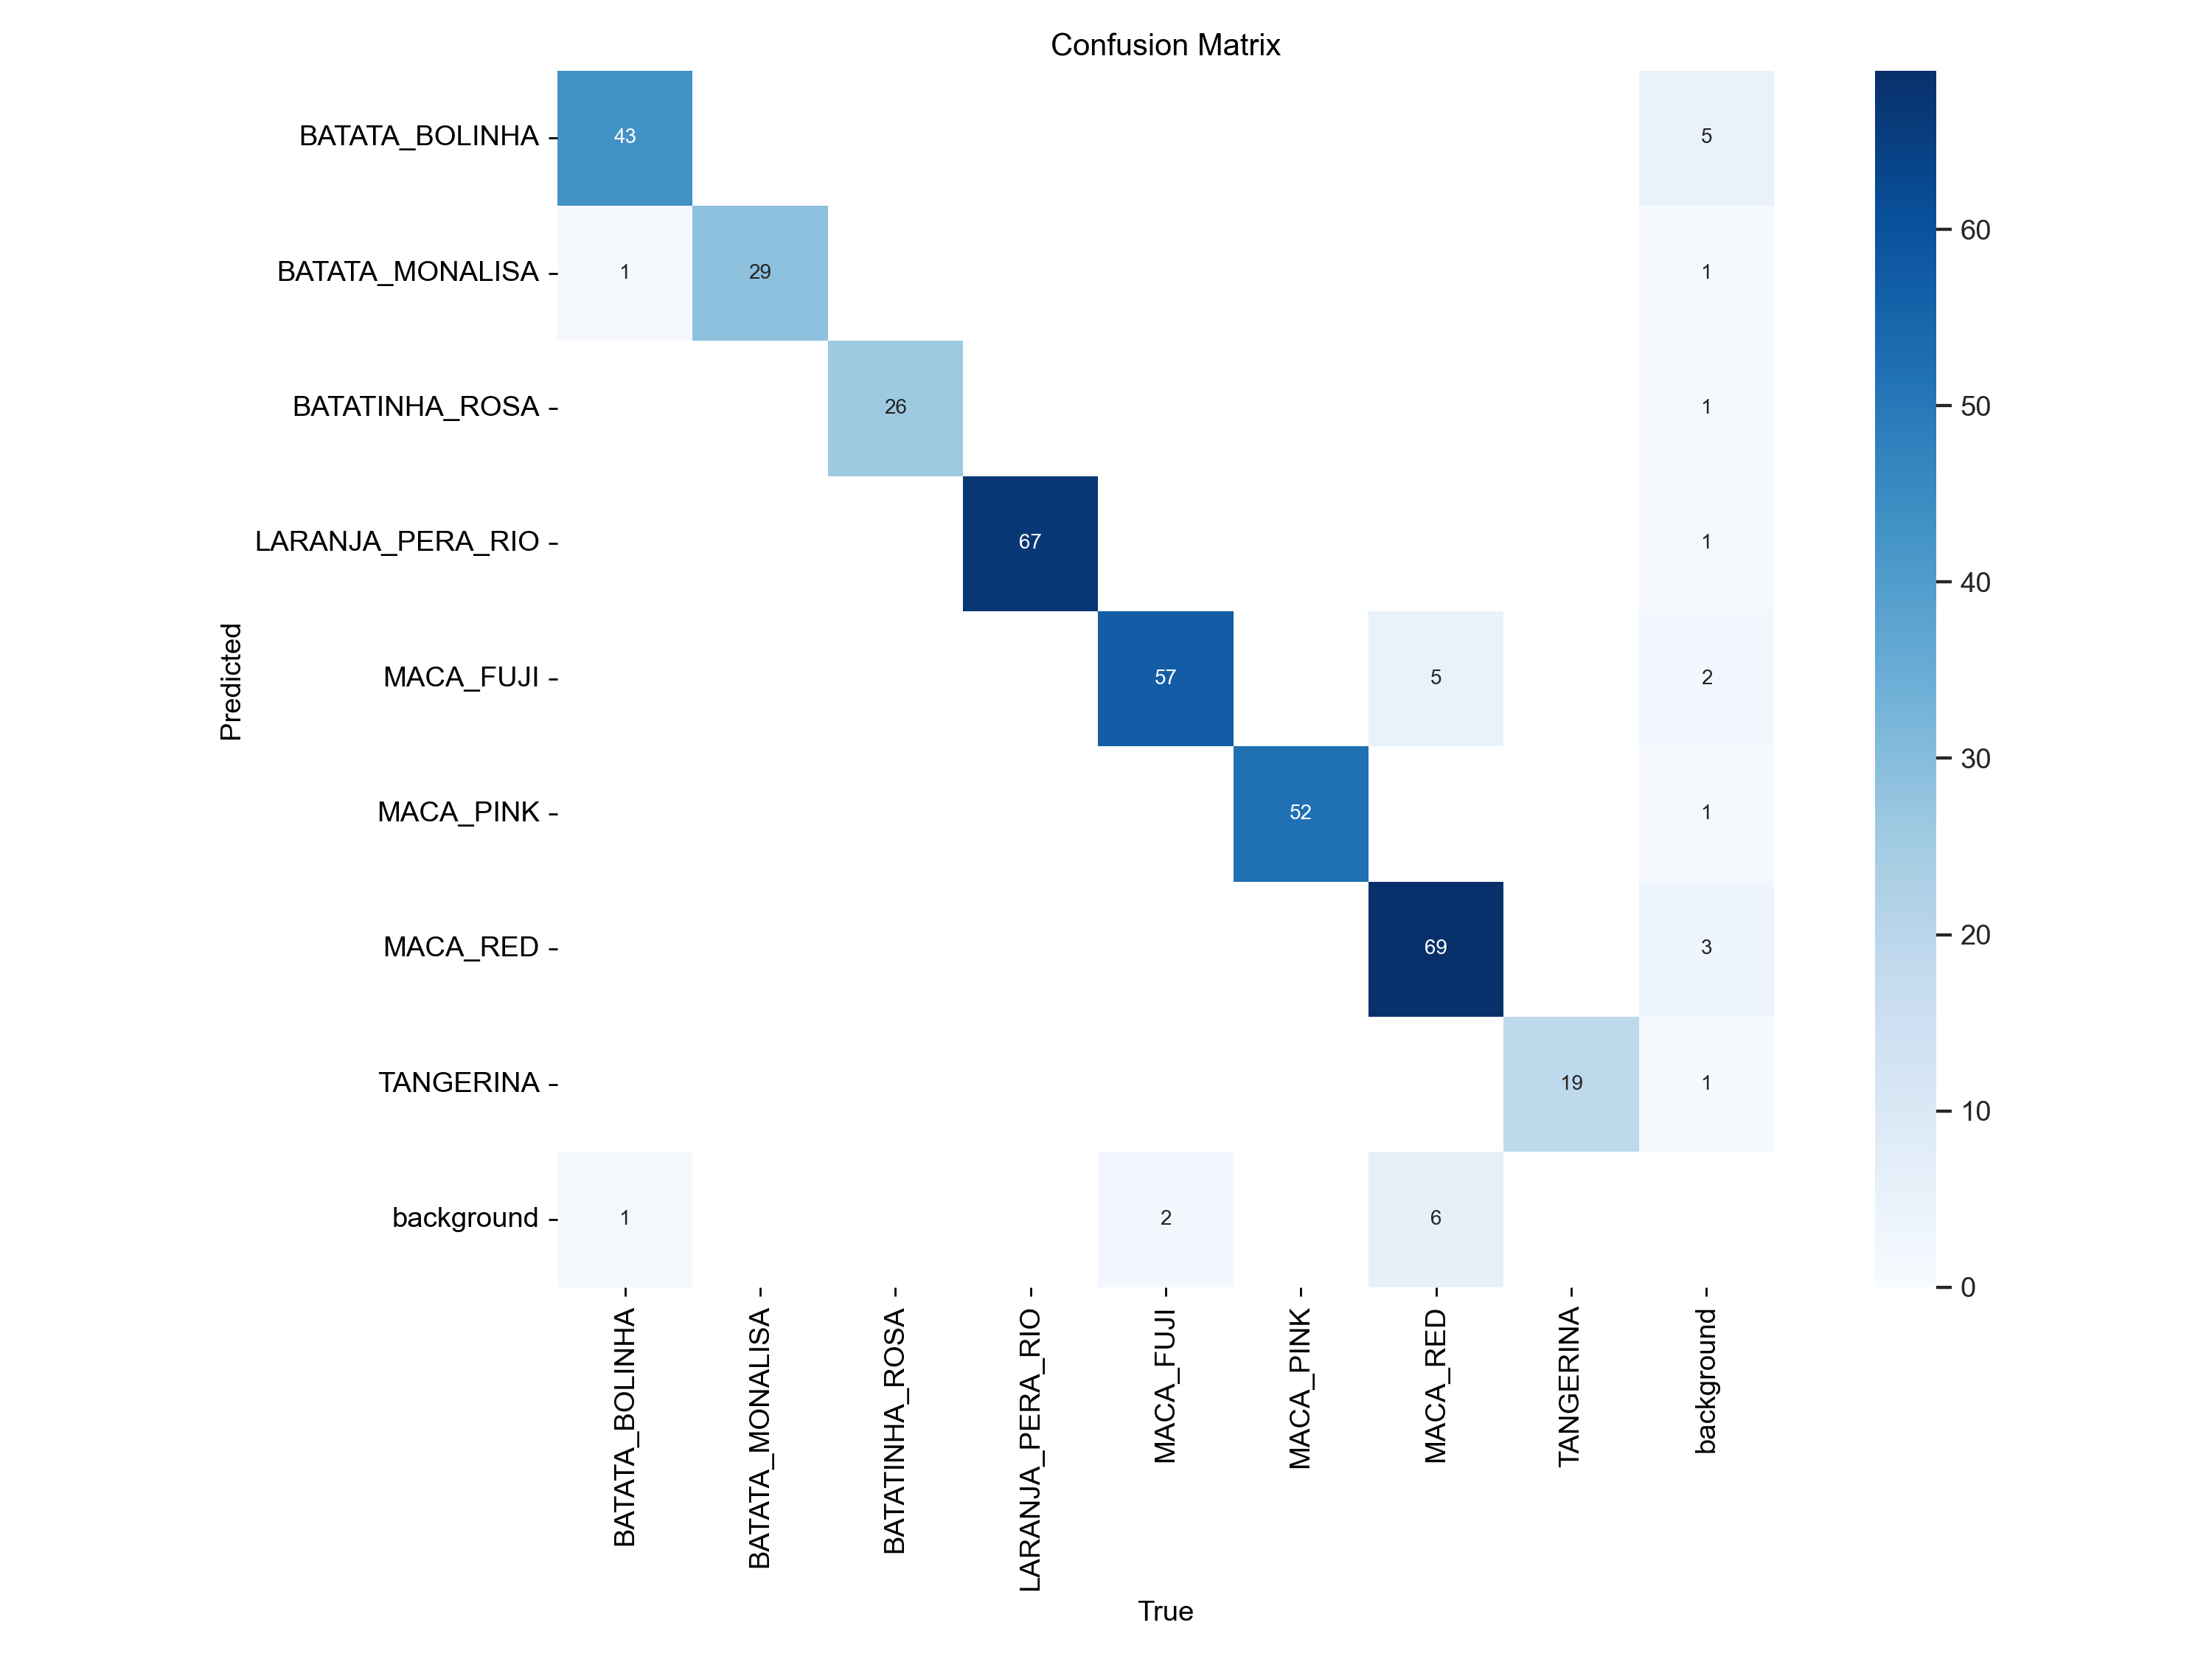 Confusion Matrix
BATATA_BOLINHA 43 5
BATATA_MONALISA 1 29 1
BATATINHA_ROSA 26 1
LARANJA_PERA_RIO 67 1
MACA_FUJI 57 5 2
MACA_PINK 52 1
MACA_RED 69 3
TANGERINA 19 1
background 1 2 6
Predicted
BATATA_BOLINHA
BATATA_MONALISA
BATATINHA_ROSA
LARANJA_PERA_RIO
MACA_FUJI
MACA_PINK
MACA_RED
TANGERINA
background
True
60
50
40
30
20
10
0